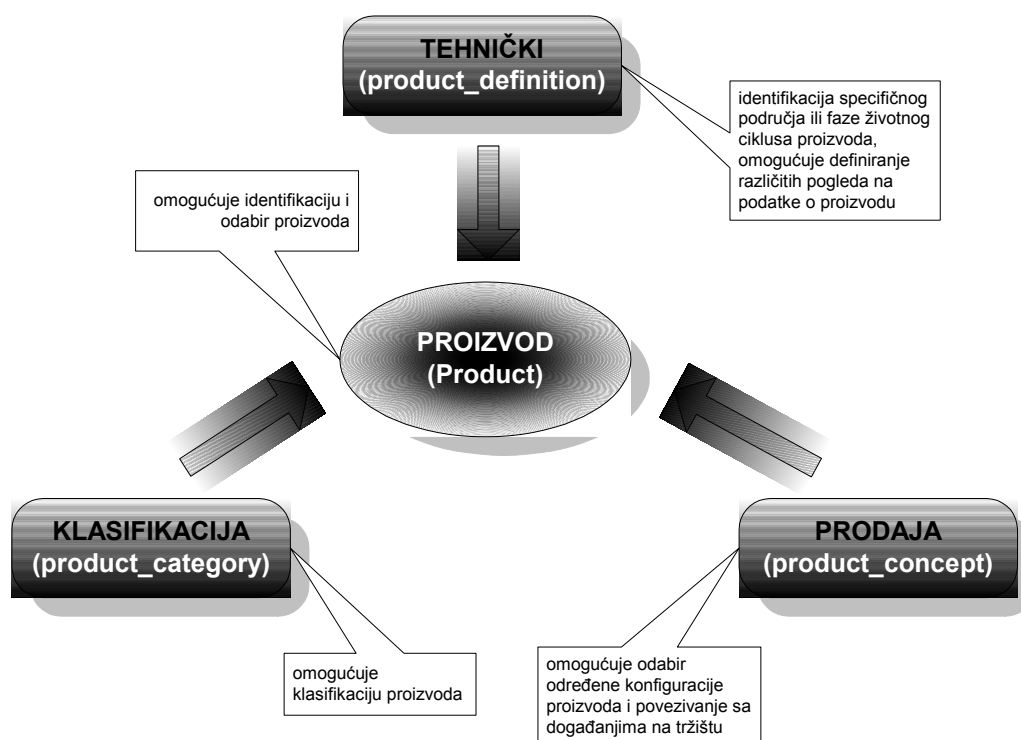 TEHNIČKI
(product_definition)
identifikacija specifičnog
područja ili faze životnog
ciklusa proizvoda,
omogućuje definiranje
različitih pogleda na
podatke o proizvodu
omogućuje identifikaciju i
odabir proizvoda
PROIZVOD
(Product)
KLASIFIKACIJA
(product_category)
PRODAJA
(product_concept)
omogućuje
klasifikaciju proizvoda
omogućuje odabir
određene konfiguracije
proizvoda i povezivanje sa
događanjima na tržištu